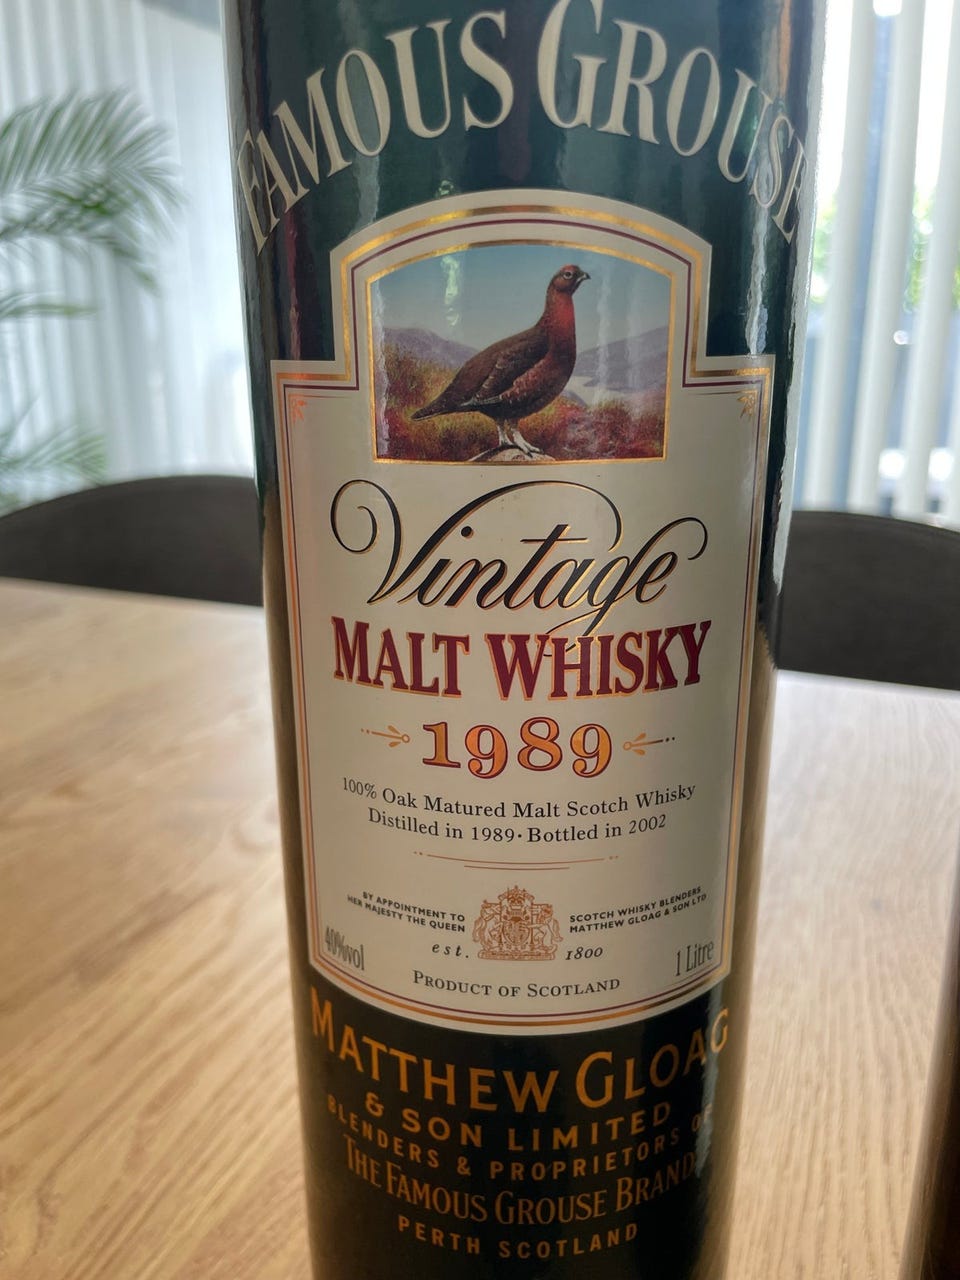 FAMOUS GROUSE
Vintage
MALT WHISKY
1989
100% Oak Matured Malt Scotch Whisky
Distilled in 1989 · Bottled in 2002
BY APPOINTMENT TO
HER MAJESTY THE QUEEN
SCOTCH WHISKY BLENDERS
MATTHEW GLOAG & SON LTD
est. 1800
40%vol
1 Litre
PRODUCT OF SCOTLAND
MATTHEW GLOAG
& SON LIMITED
BLENDERS & PROPRIETORS OF
THE FAMOUS GROUSE BRAND
PERTH SCOTLAND